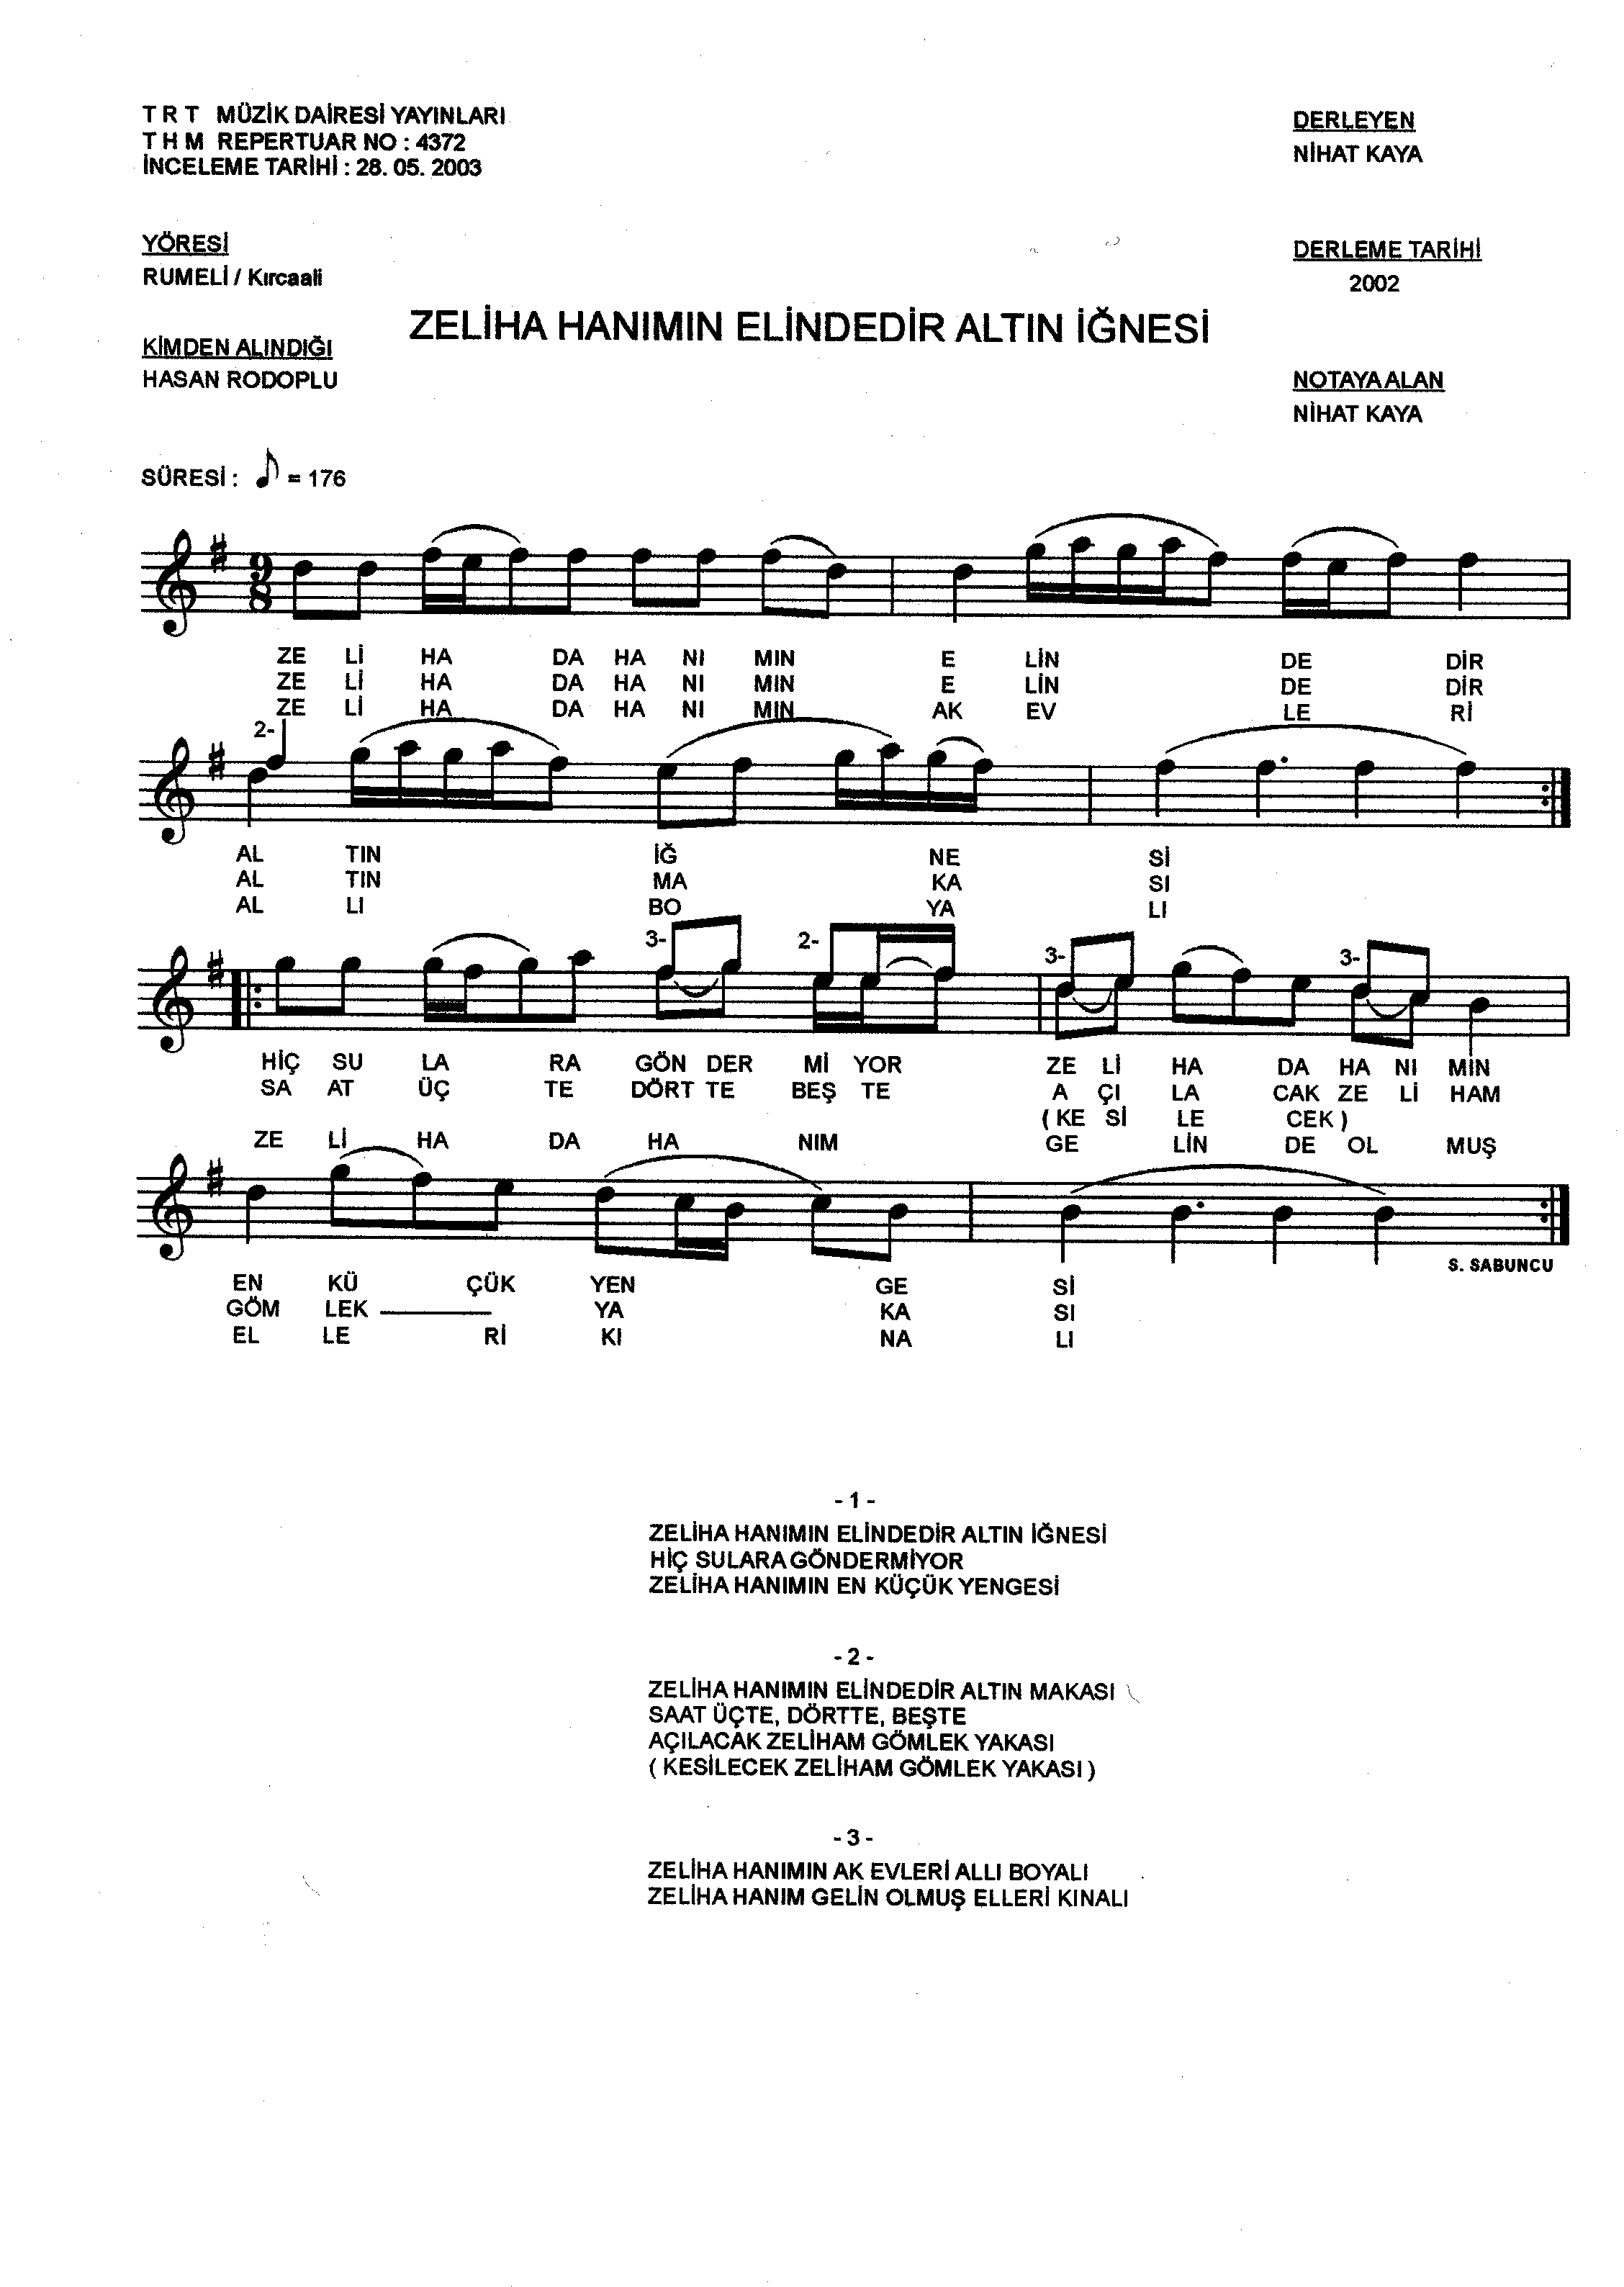 T R T MÜZİK DAİRESİ YAYINLARI
T H M REPERTUAR NO : 4372
İNCELEME TARİHİ : 28. 05. 2003
DERLEYEN
NİHAT KAYA
YÖRESİ
RUMELİ / Kırcaali
DERLEME TARİHİ
2002
ZELİHA HANIMIN ELİNDEDİR ALTIN İĞNESİ
KİMDEN ALINDIĞI
HASAN RODOPLU
NOTAYA ALAN
NİHAT KAYA
SÜRESİ : ♪ = 176
9
8
ZE Lİ HA DA HA NI MIN E LİN DE DİR
ZE Lİ HA DA HA NI MIN E LİN DE DİR
ZE Lİ HA DA HA NI MIN AK EV LE Rİ
2-
AL TIN İĞ NE Sİ
AL TIN MA KA SI
AL LI BO YA LI
3- 2- 3- 3-
HİÇ SU LA RA GÖN DER Mİ YOR ZE Lİ HA DA HA NI MIN
SA AT ÜÇ TE DÖRT TE BEŞ TE A ÇI LA CAK ZE Lİ HAM
( KE Sİ LE CEK )
ZE Lİ HA DA HA NIM GE LİN DE OL MUŞ
S. SABUNCU
EN KÜ ÇÜK YEN GE Sİ
GÖM LEK YA KA SI
EL LE Rİ KI NA LI
- 1 -
ZELİHA HANIMIN ELİNDEDİR ALTIN İĞNESİ
HİÇ SULARA GÖNDERMİYOR
ZELİHA HANIMIN EN KÜÇÜK YENGESİ
- 2 -
ZELİHA HANIMIN ELİNDEDİR ALTIN MAKASI
SAAT ÜÇTE, DÖRTTE, BEŞTE
AÇILACAK ZELİHAM GÖMLEK YAKASI
( KESİLECEK ZELİHAM GÖMLEK YAKASI )
- 3 -
ZELİHA HANIMIN AK EVLERİ ALLI BOYALI
ZELİHA HANIM GELİN OLMUŞ ELLERİ KINALI